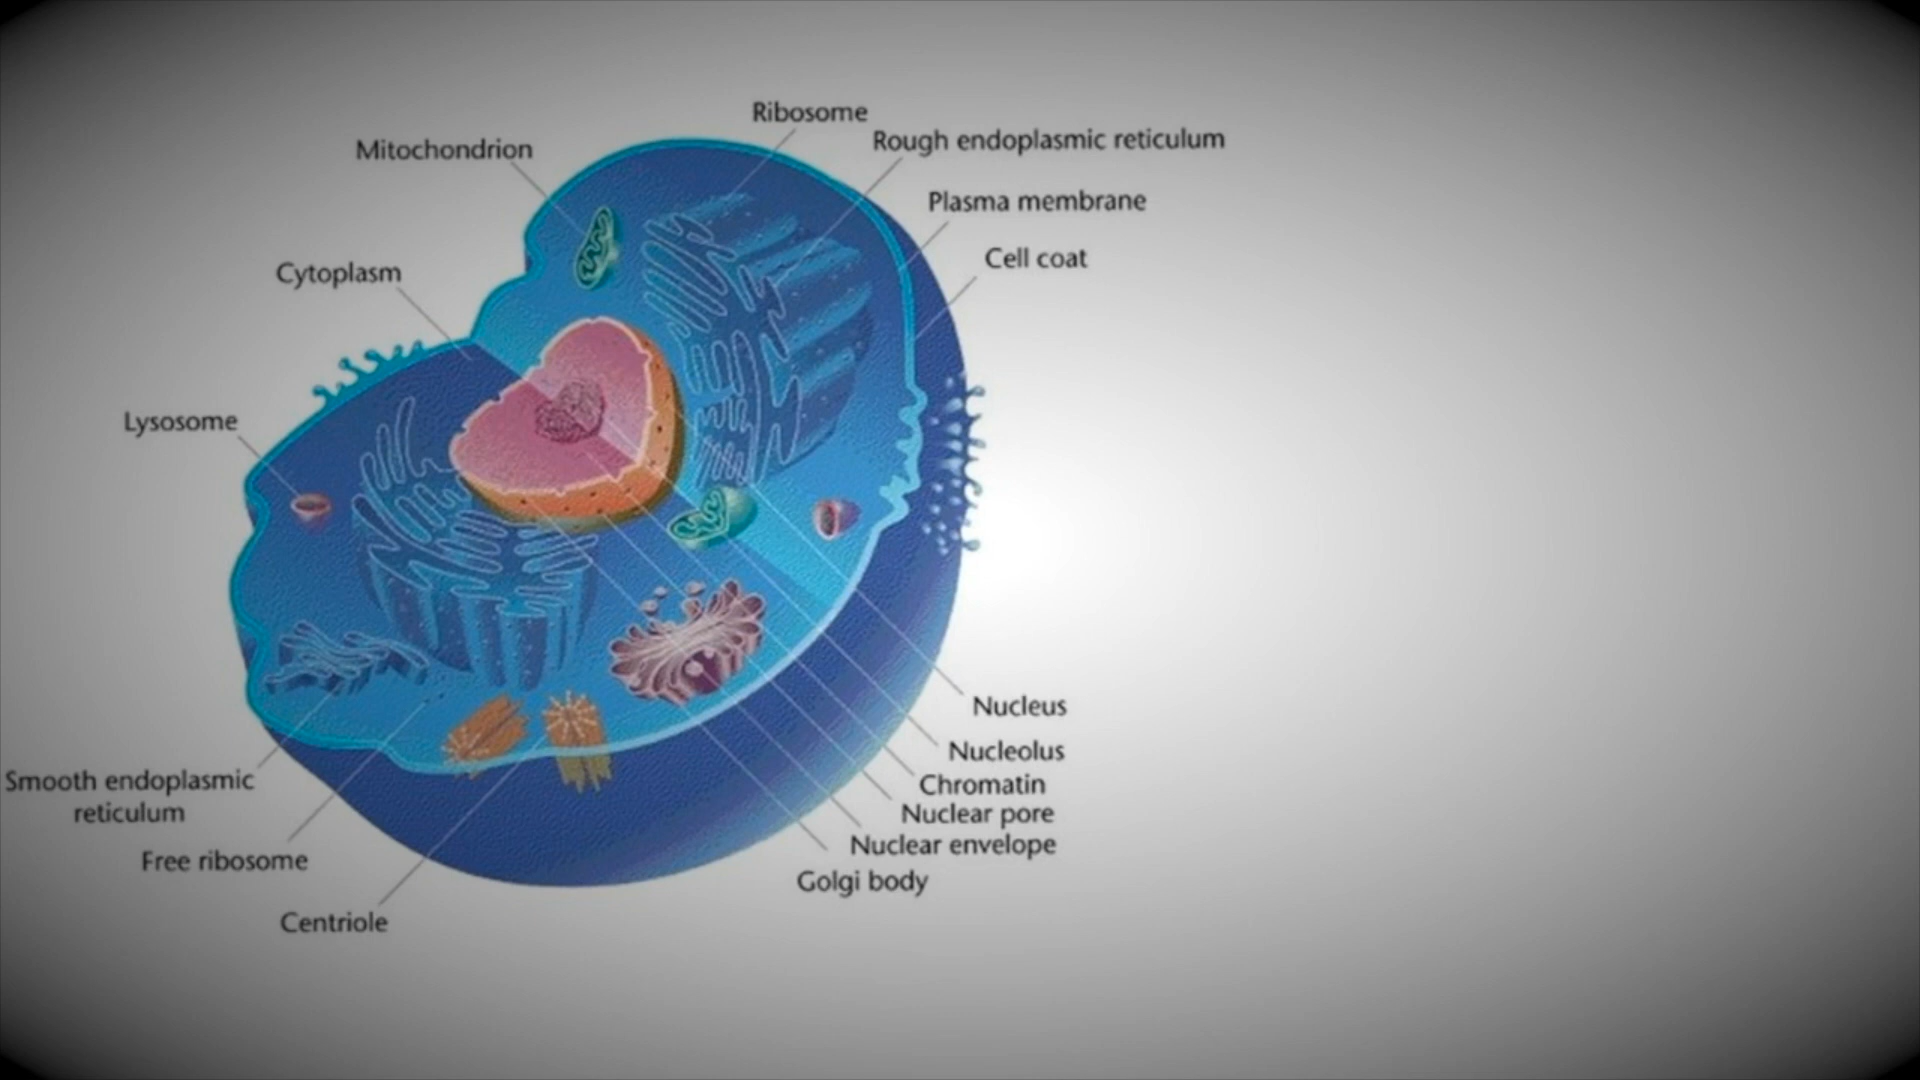 Ribosome
Rough endoplasmic reticulum
Mitochondrion
Plasma membrane
Cell coat
Cytoplasm
Lysosome
Nucleus
Nucleolus
Smooth endoplasmic
reticulum
Chromatin
Nuclear pore
Nuclear envelope
Free ribosome
Golgi body
Centriole